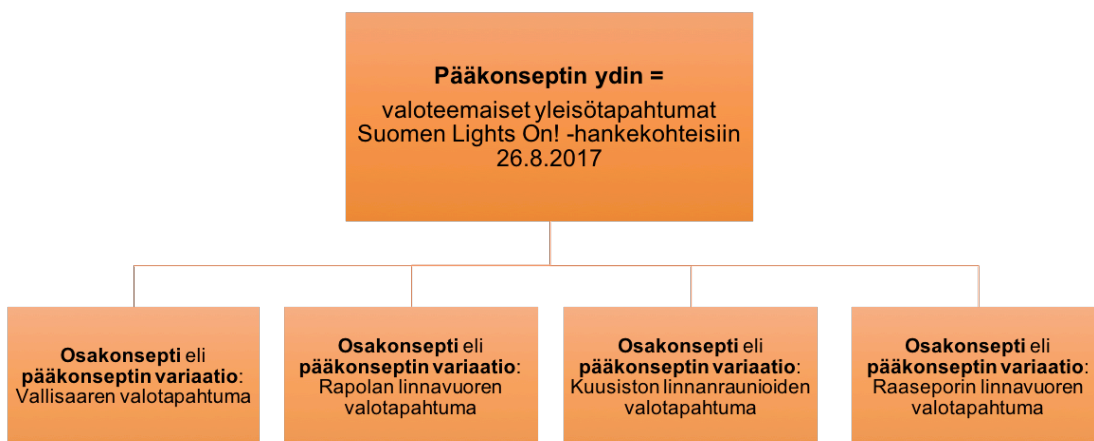 Pääkonseptin ydin =
valoteemaiset yleisötapahtumat
Suomen Lights On! -hankekohteisiin
26.8.2017
Osakonsepti eli
pääkonseptin variaatio:
Vallisaaren valotapahtuma
Osakonsepti eli
pääkonseptin variaatio:
Rapolan linnavuoren
valotapahtuma
Osakonsepti eli
pääkonseptin variaatio:
Kuusiston linnanraunioiden
valotapahtuma
Osakonsepti eli
pääkonseptin variaatio:
Raaseporin linnavuoren
valotapahtuma